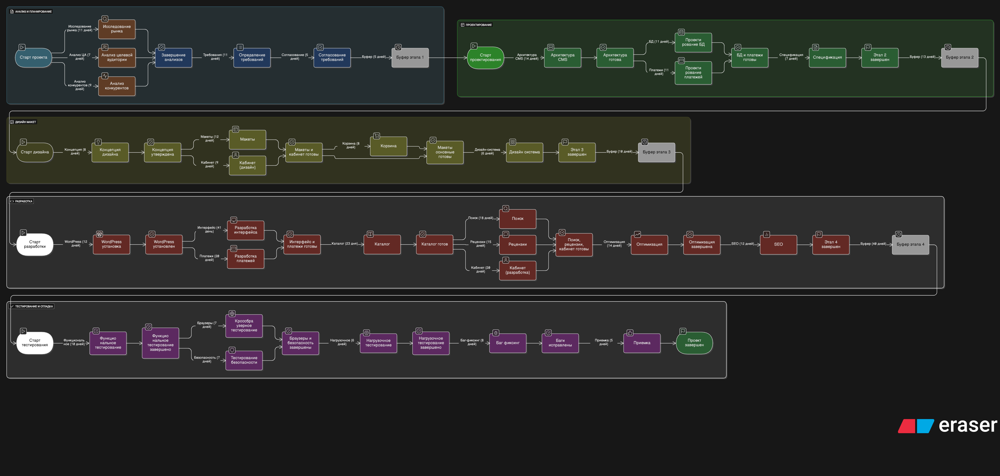 АНАЛИЗ И ПЛАНИРОВАНИЕ
Старт проекта
Исследование
рынка (11 дней)
Исследование
рынка
Анализ ЦА (7
дней)
Анализ целевой
аудитории
Анализ
конкурентов (9
дней)
Анализ
конкурентов
Завершение
анализов
Требования (11
дней)
Определение
требований
Согласование (5
дней)
Согласование
требований
Буфер (5 дней)
Буфер этапа 1
ПРОЕКТИРОВАНИЕ
Старт
проектирования
Архитектура
CMS (14 дней)
Архитектура
CMS
Архитектура
готова
БД (11 дней)
Проекти
рование БД
Платежи (11
дней)
Проекти
рование
платежей
БД и платежи
готовы
Спецификация
(7 дней)
Спецификация
Этап 2
завершен
Буфер (13 дней)
Буфер этапа 2
ДИЗАЙН МАКЕТ
Старт дизайна
Концепция (8
дней)
Концепция
дизайна
Концепция
утверждена
Макеты (12
дней)
Макеты
Кабинет (9
дней)
Кабинет
(дизайн)
Макеты и
кабинет готовы
Корзина (8
дней)
Корзина
Макеты
основные
готовы
Дизайн-система
(6 дней)
Дизайн система
Этап 3
завершен
Буфер (10 дней)
Буфер этапа 3
РАЗРАБОТКА
Старт
разработки
WordPress (12
дней)
WordPress
установка
WordPress
установлен
Интерфейс (41
день)
Разработка
интерфейса
Платежи (20
дней)
Разработка
платежей
Интерфейс и
платежи готовы
Каталог (23 дня)
Каталог
Каталог готов
Поиск (18 дней)
Поиск
Рецензии (15
дней)
Рецензии
Кабинет (20
дней)
Кабинет
(разработка)
Поиск,
рецензии,
кабинет готовы
Оптимизация
(14 дней)
Оптимизация
Оптимизация
завершена
SEO (12 дней)
SEO
Этап 4
завершен
Буфер (40 дней)
Буфер этапа 4
ТЕСТИРОВАНИЕ И ОТЛАДКА
Старт
тестирования
Функциональ
ное (10 дней)
Функцио
нальное
тестирование
Функцио
нальное
тестирование
завершено
Браузеры (7
дней)
Кроссбра
узерное
тестирование
Безопасность (7
дней)
Тестирование
безопасности
Браузеры и
безопасность
завершены
Нагрузочное (6
дней)
Нагрузочное
тестирование
Нагрузочное
тестирование
завершено
Баг-фиксинг (8
дней)
Баг фиксинг
Баги
исправлены
Приемка (5
дней)
Приемка
Проект
завершен
eraser